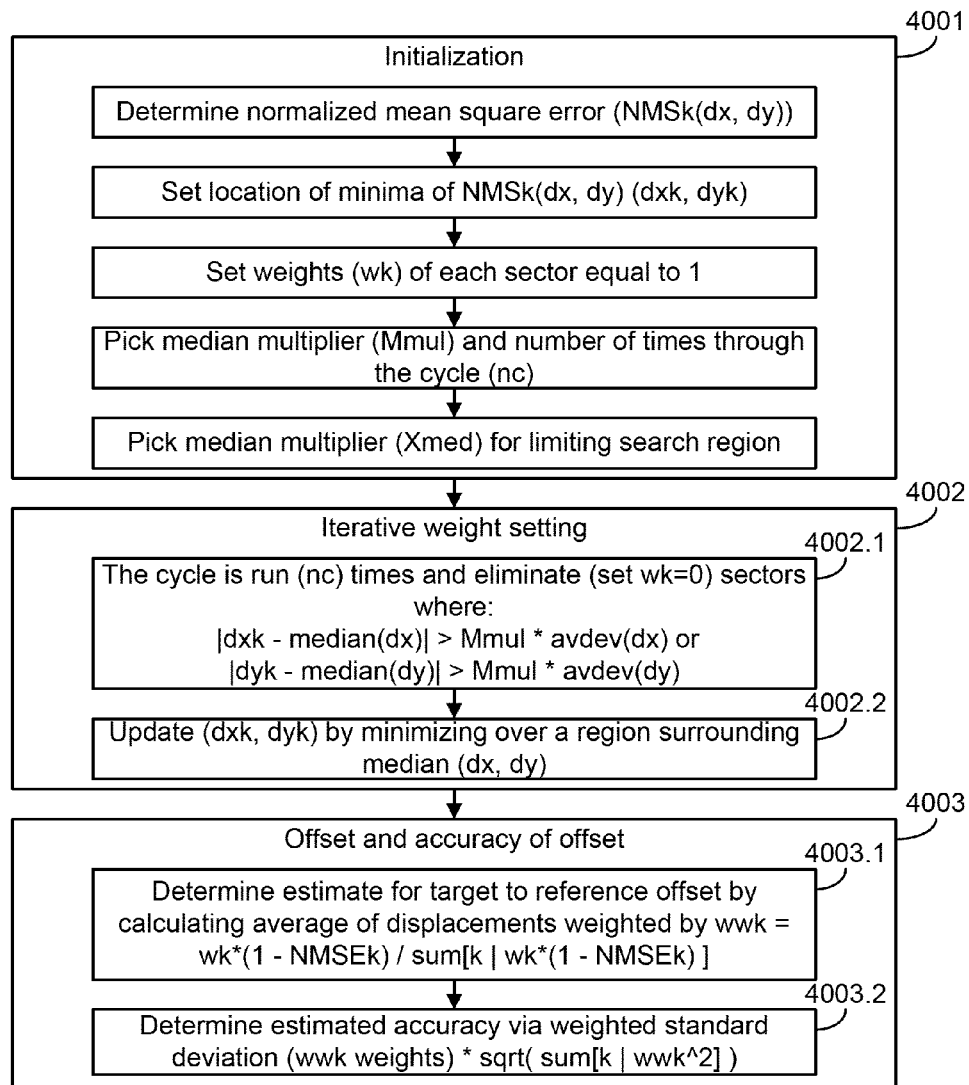 4001
Initialization
Determine normalized mean square error (NMSk(dx, dy))
Set location of minima of NMSk(dx, dy) (dxk, dyk)
Set weights (wk) of each sector equal to 1
Pick median multiplier (Mmul) and number of times through
the cycle (nc)
Pick median multiplier (Xmed) for limiting search region
4002
Iterative weight setting
4002.1
The cycle is run (nc) times and eliminate (set wk=0) sectors
where:
|dxk - median(dx)| > Mmul * avdev(dx) or
|dyk - median(dy)| > Mmul * avdev(dy)
4002.2
Update (dxk, dyk) by minimizing over a region surrounding
median (dx, dy)
4003
Offset and accuracy of offset
4003.1
Determine estimate for target to reference offset by
calculating average of displacements weighted by wwk =
wk*(1 - NMSEk) / sum[k | wk*(1 - NMSEk) ]
4003.2
Determine estimated accuracy via weighted standard
deviation (wwk weights) * sqrt( sum[k | wwk^2] )